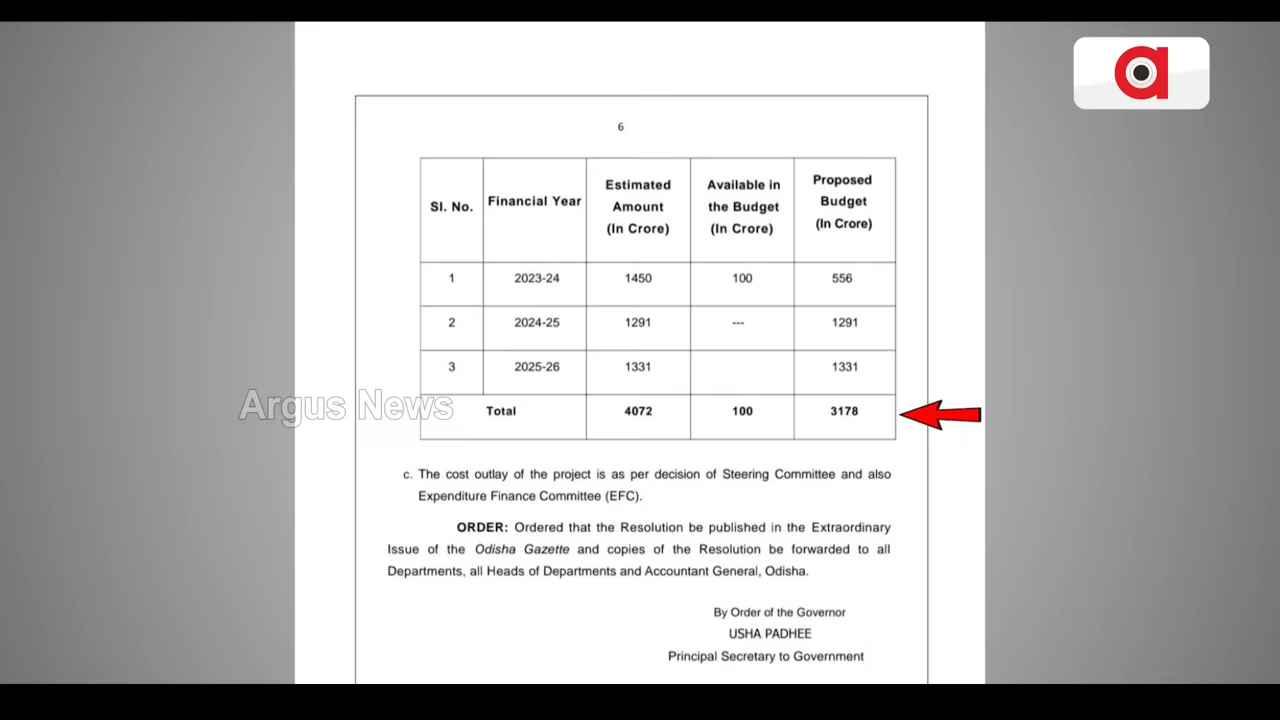 6
Sl. No.
Financial Year
Estimated
Amount
(In Crore)
Available in
the Budget
(In Crore)
Proposed
Budget
(In Crore)
1 2023-24 1450 100 556
2 2024-25 1291 --- 1291
3 2025-26 1331 1331
Total 4072 100 3178
Argus News
c. The cost outlay of the project is as per decision of Steering Committee and also
Expenditure Finance Committee (EFC).
ORDER: Ordered that the Resolution be published in the Extraordinary
Issue of the Odisha Gazette and copies of the Resolution be forwarded to all
Departments, all Heads of Departments and Accountant General, Odisha.
By Order of the Governor
USHA PADHEE
Principal Secretary to Government
a